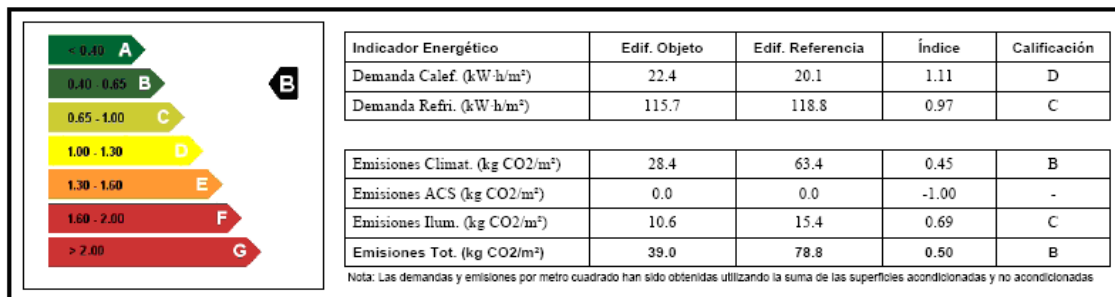 < 0.40 A
0.40 - 0.65 B
B
0.65 - 1.00 C
1.00 - 1.30 D
1.30 - 1.60 E
1.60 - 2.00 F
> 2.00 G
Indicador Energético Edif. Objeto Edif. Referencia Índice Calificación
Demanda Calef. (kW·h/m²) 22.4 20.1 1.11 D
Demanda Refri. (kW·h/m²) 115.7 118.8 0.97 C
Emisiones Climat. (kg CO2/m²) 28.4 63.4 0.45 B
Emisiones ACS (kg CO2/m²) 0.0 0.0 -1.00 -
Emisiones Ilum. (kg CO2/m²) 10.6 15.4 0.69 C
Emisiones Tot. (kg CO2/m²) 39.0 78.8 0.50 B
Nota: Las demandas y emisiones por metro cuadrado han sido obtenidas utilizando la suma de las superficies acondicionadas y no acondicionadas